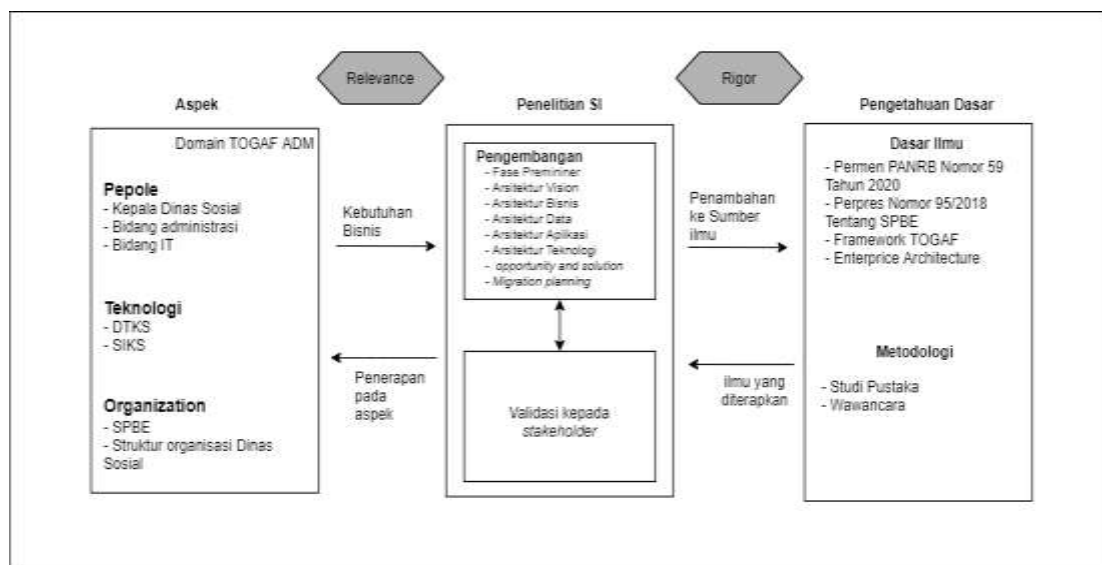 Relevance
Rigor
Aspek
Penelitian SI
Pengetahuan Dasar
Domain TOGAF ADM
Pepole
- Kepala Dinas Sosial
- Bidang administrasi
- Bidang IT
Teknologi
- DTKS
- SIKS
Organization
- SPBE
- Struktur organisasi Dinas
Sosial
Kebutuhan
Bisnis
Penerapan
pada
aspek
Pengembangan
- Fase Premininer
- Arsitektur Vision
- Arsitektur Bisnis
- Arsitektur Data
- Arsitektur Aplikasi
- Arsitektur Teknologi
- opportunity and solution
- Migration planning
Validasi kepada
stakeholder
Penambahan
ke Sumber
ilmu
ilmu yang
diterapkan
Dasar Ilmu
- Permen PANRB Nomor 59
Tahun 2020
- Perpres Nomor 95/2018
Tentang SPBE
- Framework TOGAF
- Enterprice Architecture
Metodologi
- Studi Pustaka
- Wawancara